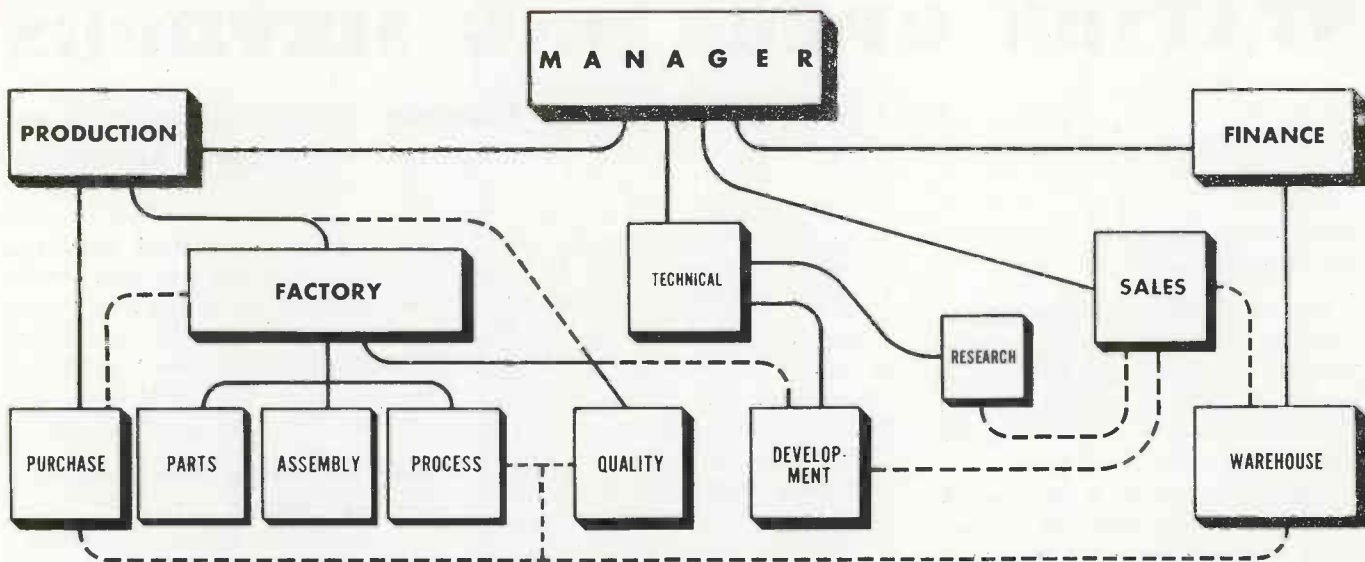 MANAGER
PRODUCTION
FINANCE
TECHNICAL
SALES
FACTORY
RESEARCH
PURCHASE
PARTS
ASSEMBLY
PROCESS
QUALITY
DEVELOP-
MENT
WAREHOUSE